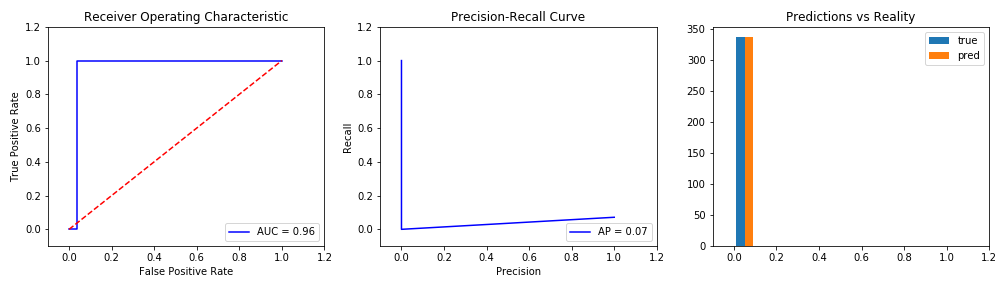 Receiver Operating Characteristic
1.2
1.0
0.8
0.6
0.4
0.2
0.0
True Positive Rate
0.0 0.2 0.4 0.6 0.8 1.0 1.2
False Positive Rate
AUC = 0.96
Precision-Recall Curve
1.2
1.0
0.8
0.6
0.4
0.2
0.0
Recall
0.0 0.2 0.4 0.6 0.8 1.0 1.2
Precision
AP = 0.07
Predictions vs Reality
350
300
250
200
150
100
50
0
0.0 0.2 0.4 0.6 0.8 1.0 1.2
true
pred